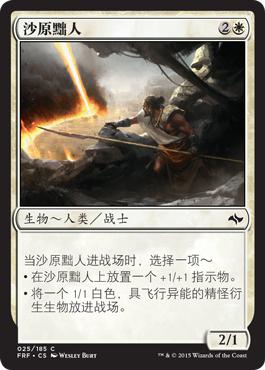 沙原黜人 2
生物～人类／战士
当沙原黜人进战场时，选择一项～
• 在沙原黜人上放置一个 +1/+1 指示物。
• 将一个 1/1 白色，具飞行异能的精怪衍
生生物放进战场。
2/1
025/185 C
FRF • CS WESLEY BURT
™ & © 2015 Wizards of the Coast